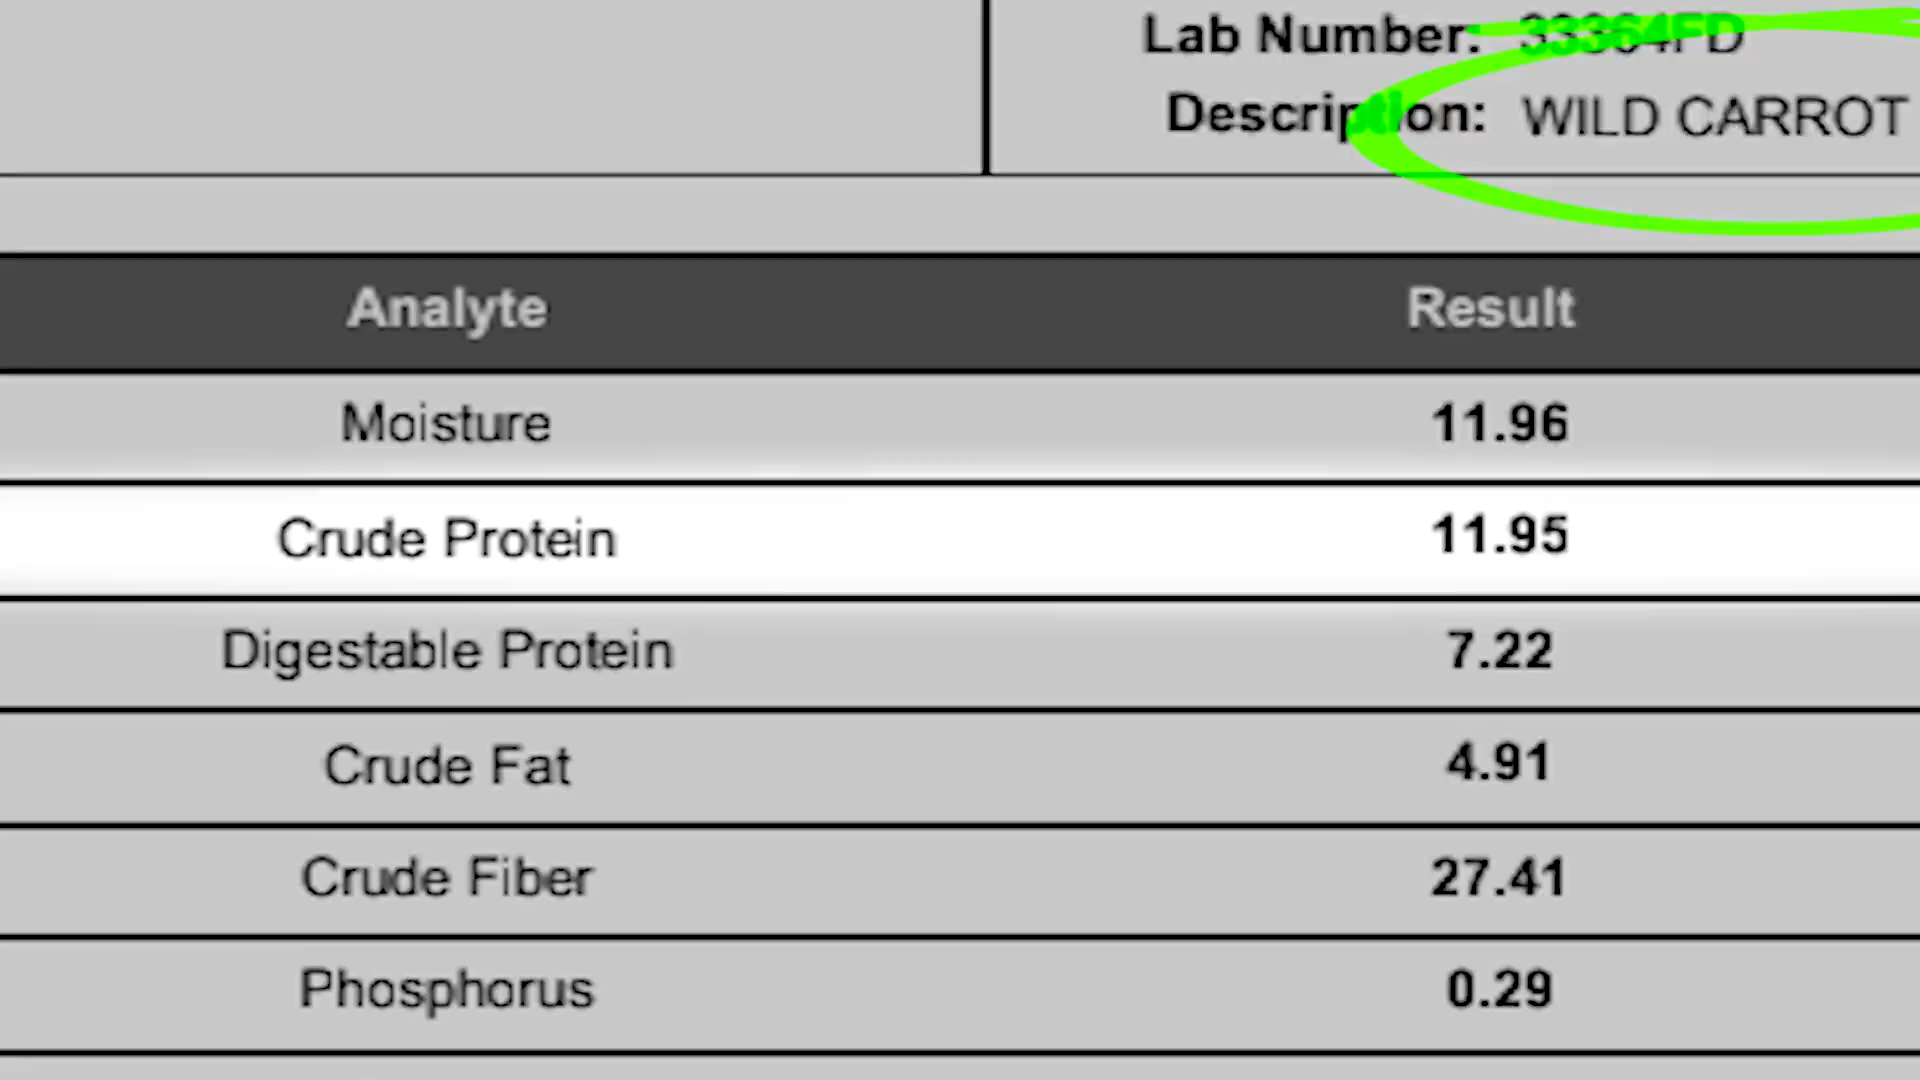 Lab Number: 33364FD
Description: WILD CARROT
Analyte Result
Moisture 11.96
Crude Protein 11.95
Digestable Protein 7.22
Crude Fat 4.91
Crude Fiber 27.41
Phosphorus 0.29